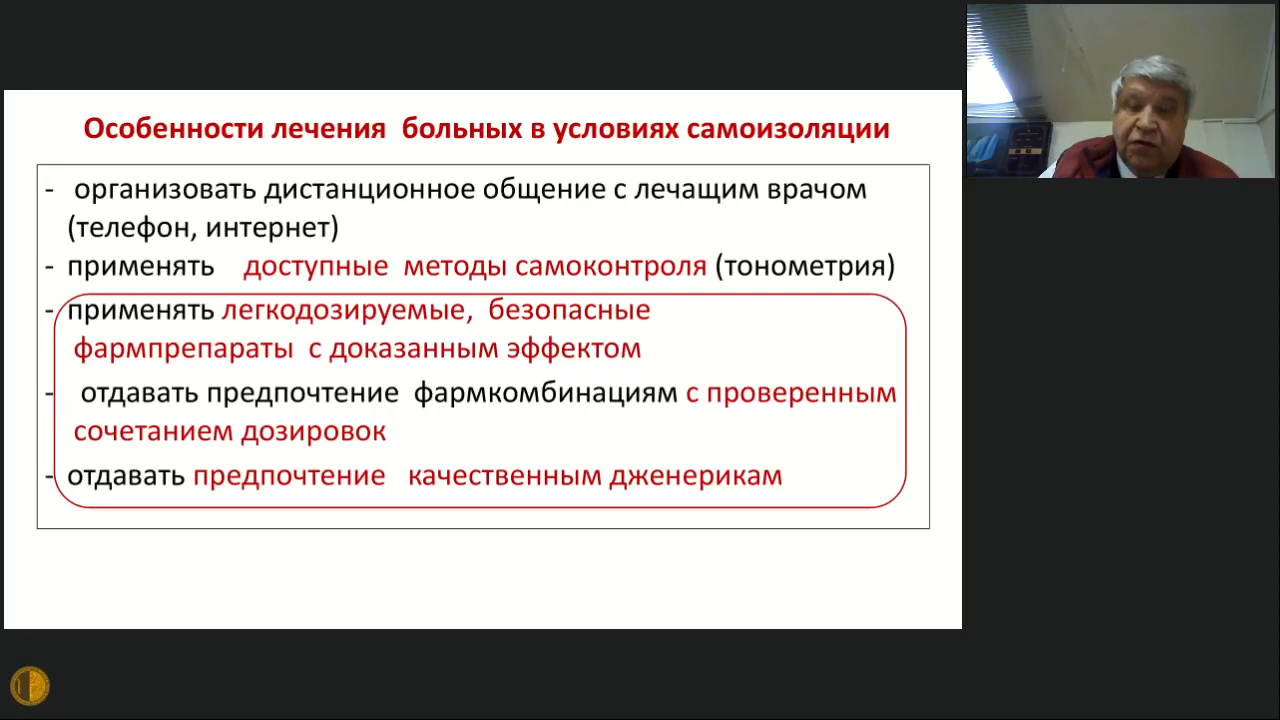 Особенности лечения больных в условиях самоизоляции
- организовать дистанционное общение с лечащим врачом
(телефон, интернет)
- применять доступные методы самоконтроля (тонометрия)
- применять легкодозируемые, безопасные
фармпрепараты с доказанным эффектом
- отдавать предпочтение фармкомбинациям с проверенным
сочетанием дозировок
- отдавать предпочтение качественным дженерикам